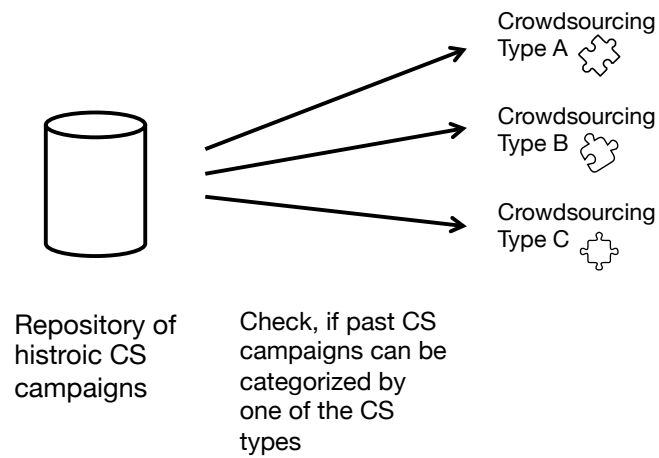 Crowdsourcing
Type A
Crowdsourcing
Type B
Crowdsourcing
Type C
Repository of
histroic CS
campaigns
Check, if past CS
campaigns can be
categorized by
one of the CS
types